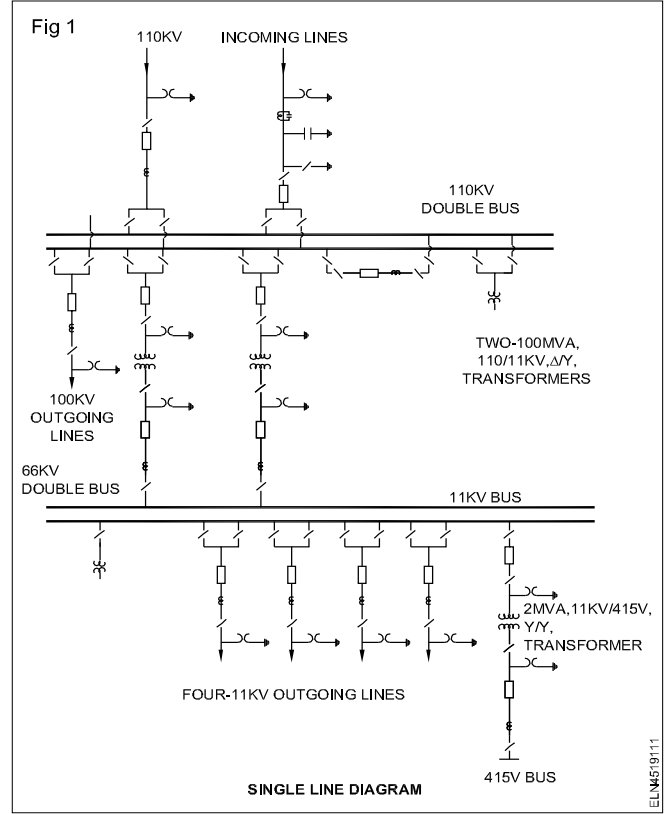 Fig 1
110KV
INCOMING LINES
110KV
DOUBLE BUS
TWO-100MVA,
110/11KV,∆/Y,
TRANSFORMERS
100KV
OUTGOING
LINES
66KV
DOUBLE BUS
11KV BUS
2MVA,11KV/415V,
Y/Y,
TRANSFORMER
FOUR-11KV OUTGOING LINES
415V BUS
SINGLE LINE DIAGRAM
ELN4519111